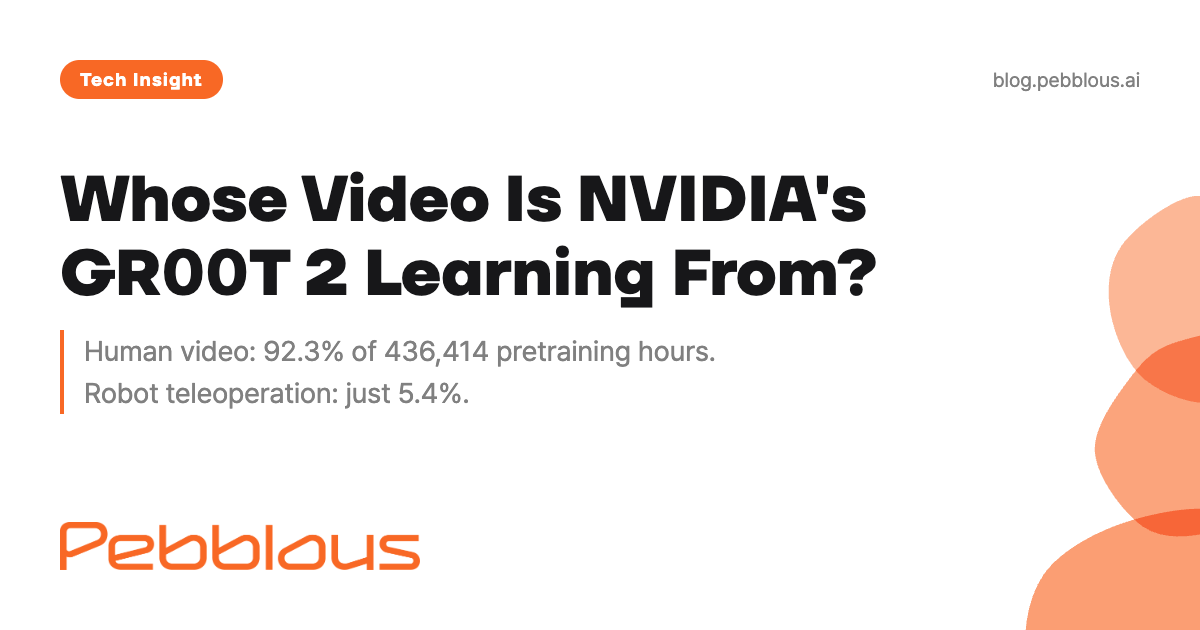 Tech Insight
blog.pebblous.ai
Whose Video Is NVIDIA's
GR00T 2 Learning From?
Human video: 92.3% of 436,414 pretraining hours.
Robot teleoperation: just 5.4%.
Pebblous